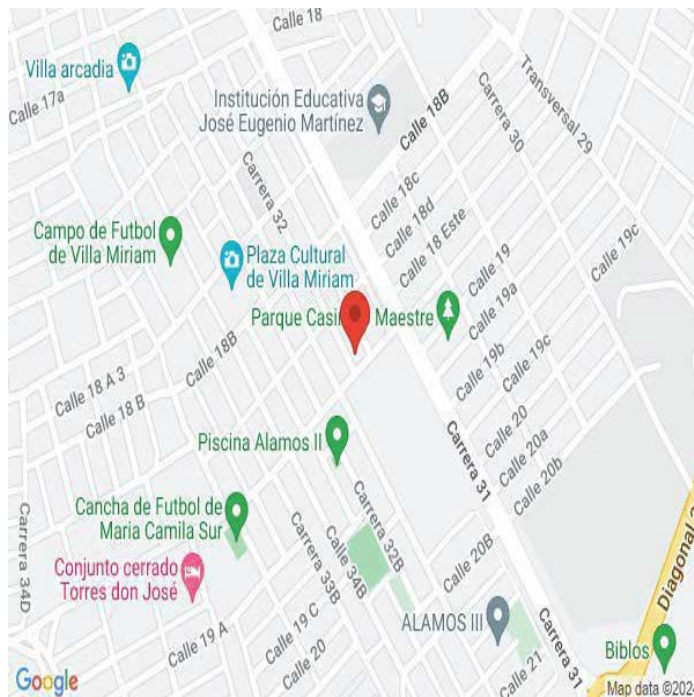 Calle 18
Villa arcadia
Calle 17a
Institución Educativa
José Eugenio Martínez
Calle 18B
Carrera 30
Transversal 29
Carrera 32
Calle 18c
Calle 18d
Calle 18 Este
Campo de Futbol
de Villa Miriam
Plaza Cultural
de Villa Miriam
Calle 19
Calle 19c
Calle 19a
Parque Casi
Maestre
Calle 18B
Calle 19b
Calle 19c
Calle 18 A 3
Calle 18 B
Piscina Alamos II
Calle 20
Calle 20a
Calle 20b
Carrera 31
Cancha de Futbol de
Maria Camila Sur
Carrera 32B
Carrera 34D
Carrera 33B
Calle 34B
Calle 20B
Conjunto cerrado
Torres don José
Diagonal
Calle 19 C
Calle 19 A
Calle 20
ALAMOS III
Calle 21
Carrera 31
Biblos
Google
Map data ©202